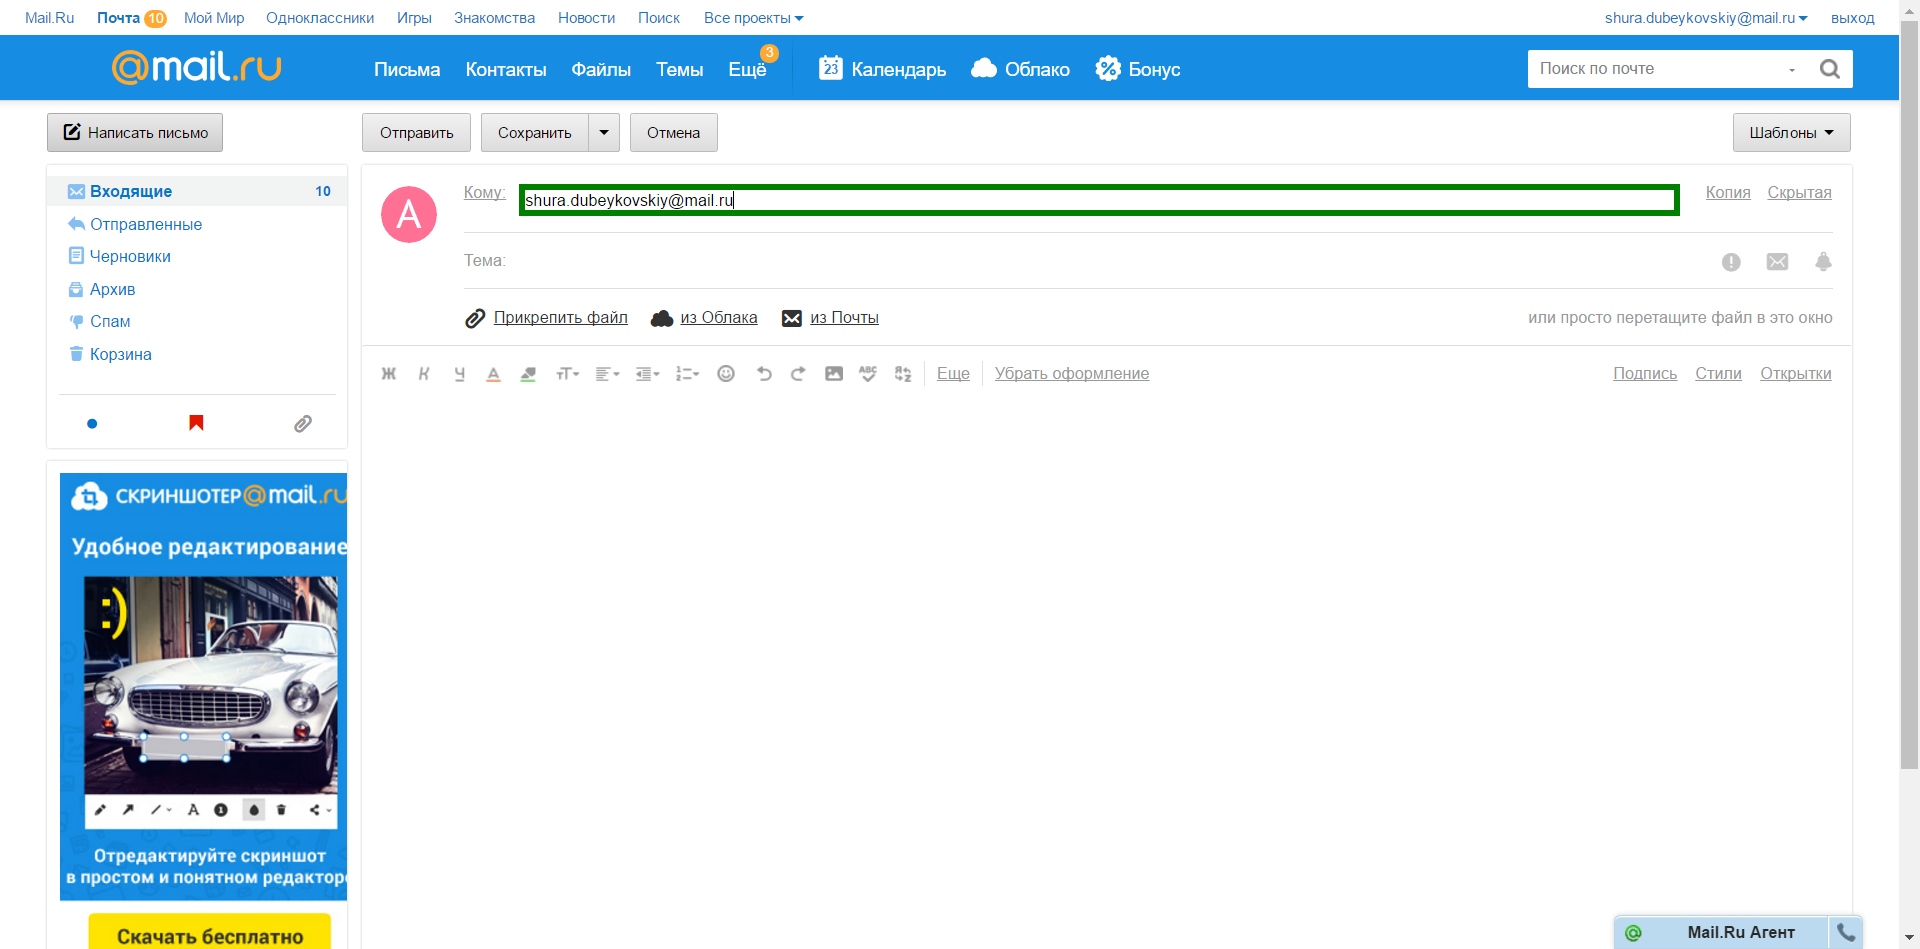 Mail.Ru Почта 10 Мой Мир Одноклассники Игры Знакомства Новости Поиск Все проекты shura.dubeykovskiy@mail.ru выход
@mail.ru Письма Контакты Файлы Темы Ещё 3 23 Календарь Облако Бонус Поиск по почте
Написать письмо Отправить Сохранить Отмена Шаблоны
Входящие 10
Отправленные
Черновики
Архив
Спам
Корзина
А
Кому: shura.dubeykovskiy@mail.ru Копия Скрытая
Тема:
Прикрепить файл из Облака из Почты или просто перетащите файл в это окно
Ж К Ч А тТ ABC Еще Убрать оформление Подпись Стили Открытки
СКРИНШОТЕР@mail.ru
Удобное редактирование
:)
A 1
Отредактируйте скриншот
в простом и понятном редакторе
Скачать бесплатно
@ Mail.Ru Агент